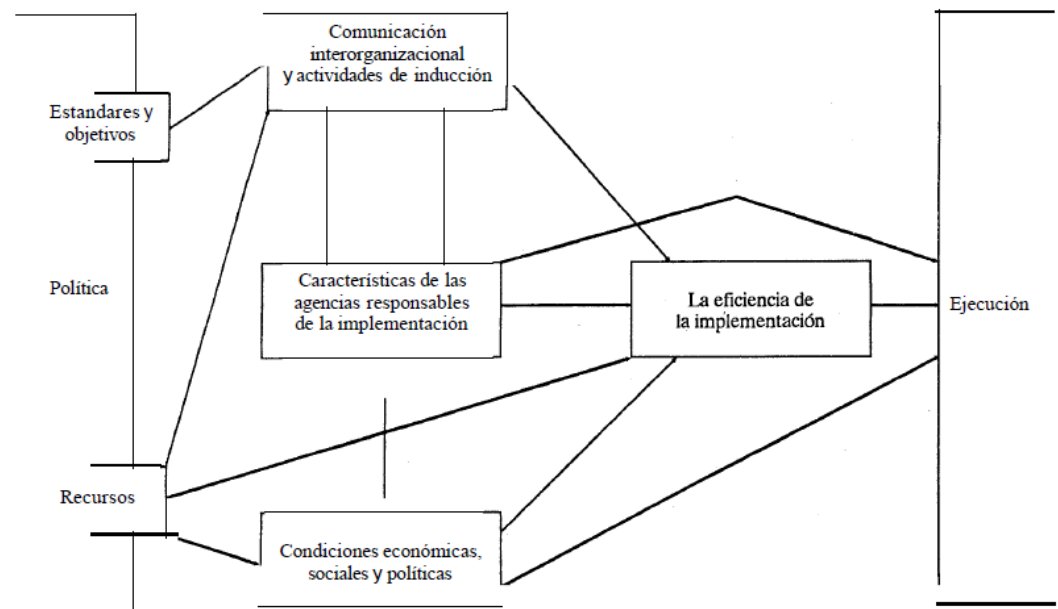 Comunicación
interorganizacional
y actividades de inducción
Estandares y
objetivos
Política
Características de las
agencias responsables
de la implementación
La eficiencia de
la implementación
Ejecución
Recursos
Condiciones económicas,
sociales y políticas